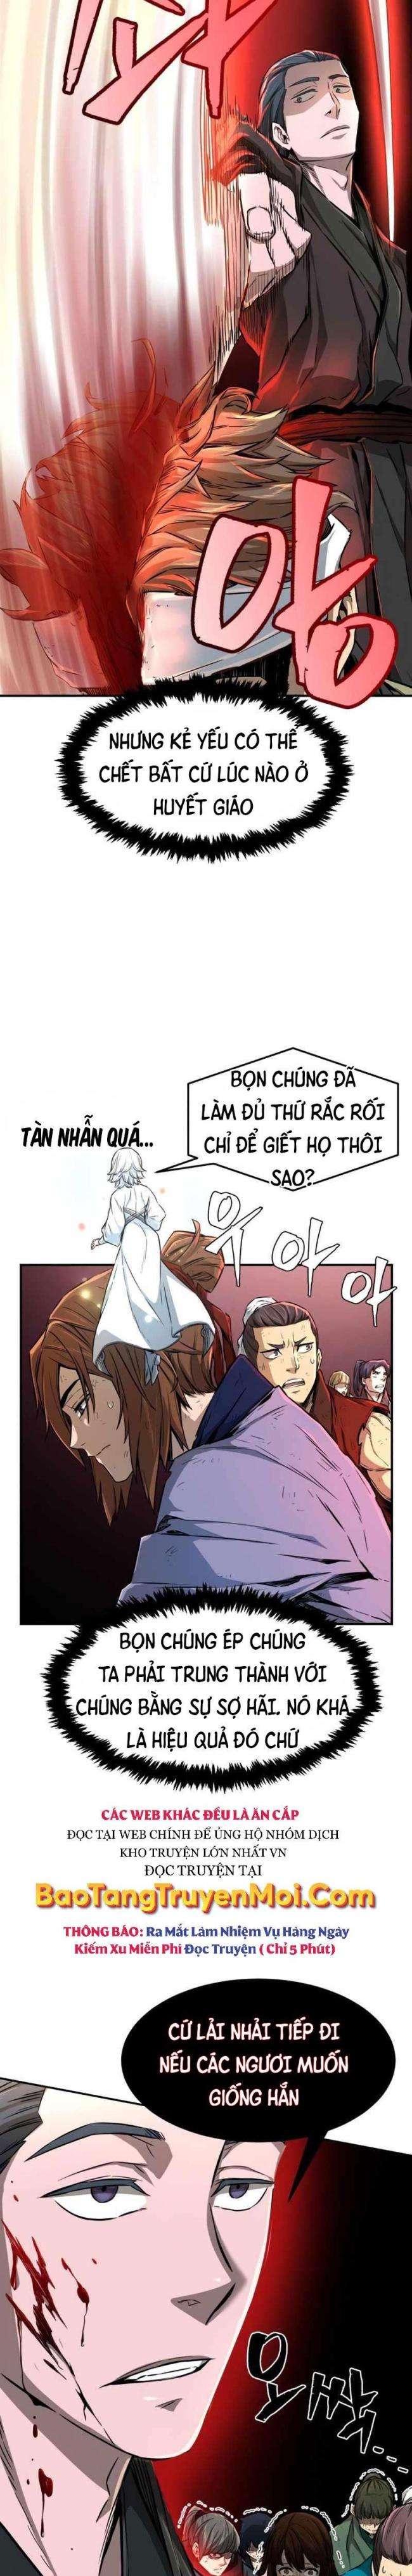 NHƯNG KẺ YẾU CÓ THỂ
CHẾT BẤT CỨ LÚC NÀO Ở
HUYẾT GIÁO
BỌN CHÚNG ĐÃ
LÀM ĐỦ THỨ RẮC RỐI
CHỈ ĐỂ GIẾT HỌ THÔI
SAO?
TÀN NHẪN QUÁ...
BỌN CHÚNG ÉP CHÚNG
TA PHẢI TRUNG THÀNH VỚI
CHÚNG BẰNG SỰ SỢ HÃI. NÓ KHÁ
LÀ HIỆU QUẢ ĐÓ CHỨ
CÁC WEB KHÁC ĐỀU LÀ ĂN CẮP
ĐỌC TẠI WEB CHÍNH ĐỂ ỦNG HỘ NHÓM DỊCH
KHO TRUYỆN LỚN NHẤT VN
ĐỌC TRUYỆN TẠI
BaoTangTruyenMoi.Com
THÔNG BÁO: Ra Mắt Làm Nhiệm Vụ Hàng Ngày
Kiếm Xu Miễn Phí Đọc Truyện ( Chỉ 5 Phút)
CỨ LẢI NHẢI TIẾP ĐI
NẾU CÁC NGƯƠI MUỐN
GIỐNG HẮN